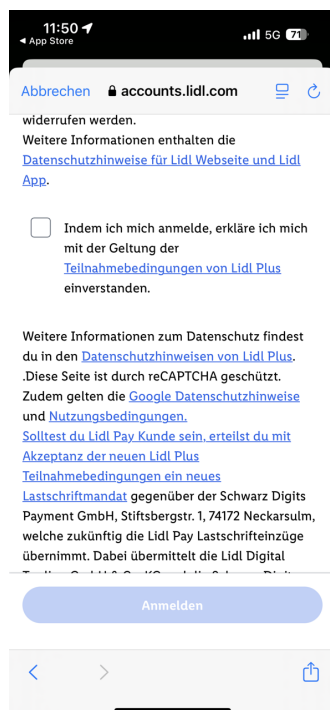 11:50
5G 71
App Store
Abbrechen accounts.lidl.com
widerrufen werden.
Weitere Informationen enthalten die
Datenschutzhinweise für Lidl Webseite und Lidl
App.
Indem ich mich anmelde, erkläre ich mich
mit der Geltung der
Teilnahmebedingungen von Lidl Plus
einverstanden.
Weitere Informationen zum Datenschutz findest
du in den Datenschutzhinweisen von Lidl Plus.
.Diese Seite ist durch reCAPTCHA geschützt.
Zudem gelten die Google Datenschutzhinweise
und Nutzungsbedingungen.
Solltest du Lidl Pay Kunde sein, erteilst du mit
Akzeptanz der neuen Lidl Plus
Teilnahmebedingungen ein neues
Lastschriftmandat gegenüber der Schwarz Digits
Payment GmbH, Stiftsbergstr. 1, 74172 Neckarsulm,
welche zukünftig die Lidl Pay Lastschrifteinzüge
übernimmt. Dabei übermittelt die Lidl Digital
Anmelden